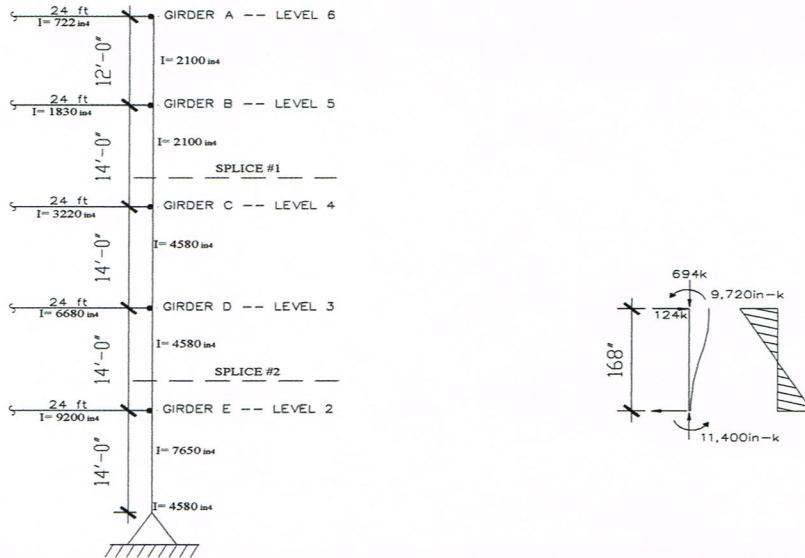 24 ft
I= 722 in4
GIRDER A -- LEVEL 6
12'-0"
I= 2100 in4
24 ft
I= 1830 in4
GIRDER B -- LEVEL 5
14'-0"
I= 2100 in4
SPLICE #1
24 ft
I= 3220 in4
GIRDER C -- LEVEL 4
14'-0"
I= 4580 in4
24 ft
I= 6680 in4
GIRDER D -- LEVEL 3
14'-0"
I= 4580 in4
SPLICE #2
24 ft
I= 9200 in4
GIRDER E -- LEVEL 2
14'-0"
I= 7650 in4
I= 4580 in4
694k
9,720in-k
124k
168"
11,400in-k